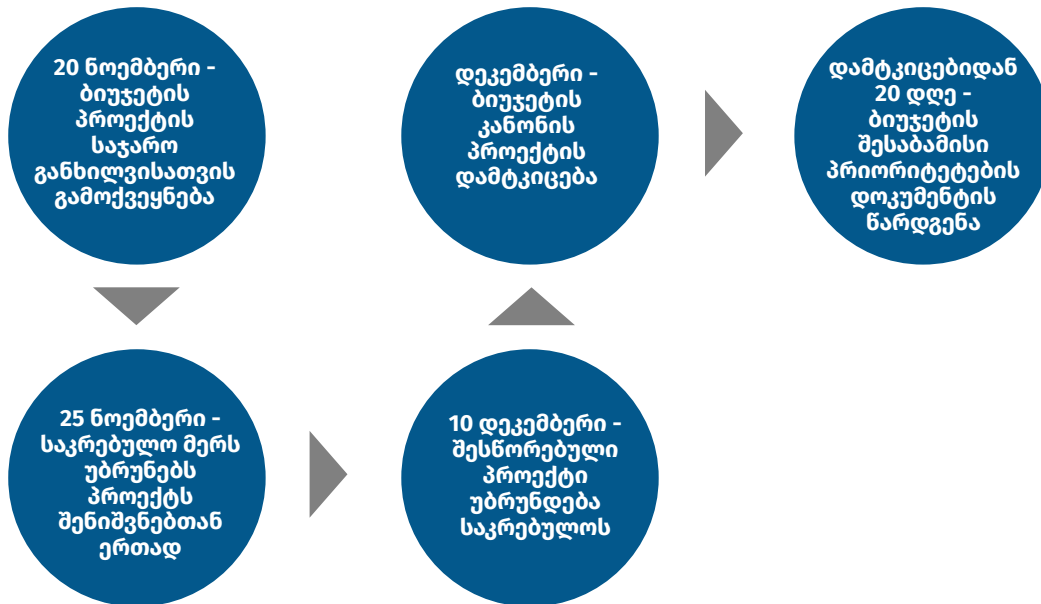 20 ნოემბერი -
ბიუჯეტის
პროექტის
საჯარო
განხილვისათვის
გამოქვეყნება
25 ნოემბერი -
საკრებულო მერს
უბრუნებს
პროექტს
შენიშვნებთან
ერთად
10 დეკემბერი -
შესწორებული
პროექტი
უბრუნდება
საკრებულოს
დეკემბერი -
ბიუჯეტის
კანონის
პროექტის
დამტკიცება
დამტკიცებიდან
20 დღე -
ბიუჯეტის
შესაბამისი
პრიორიტეტების
დოკუმენტის
წარდგენა